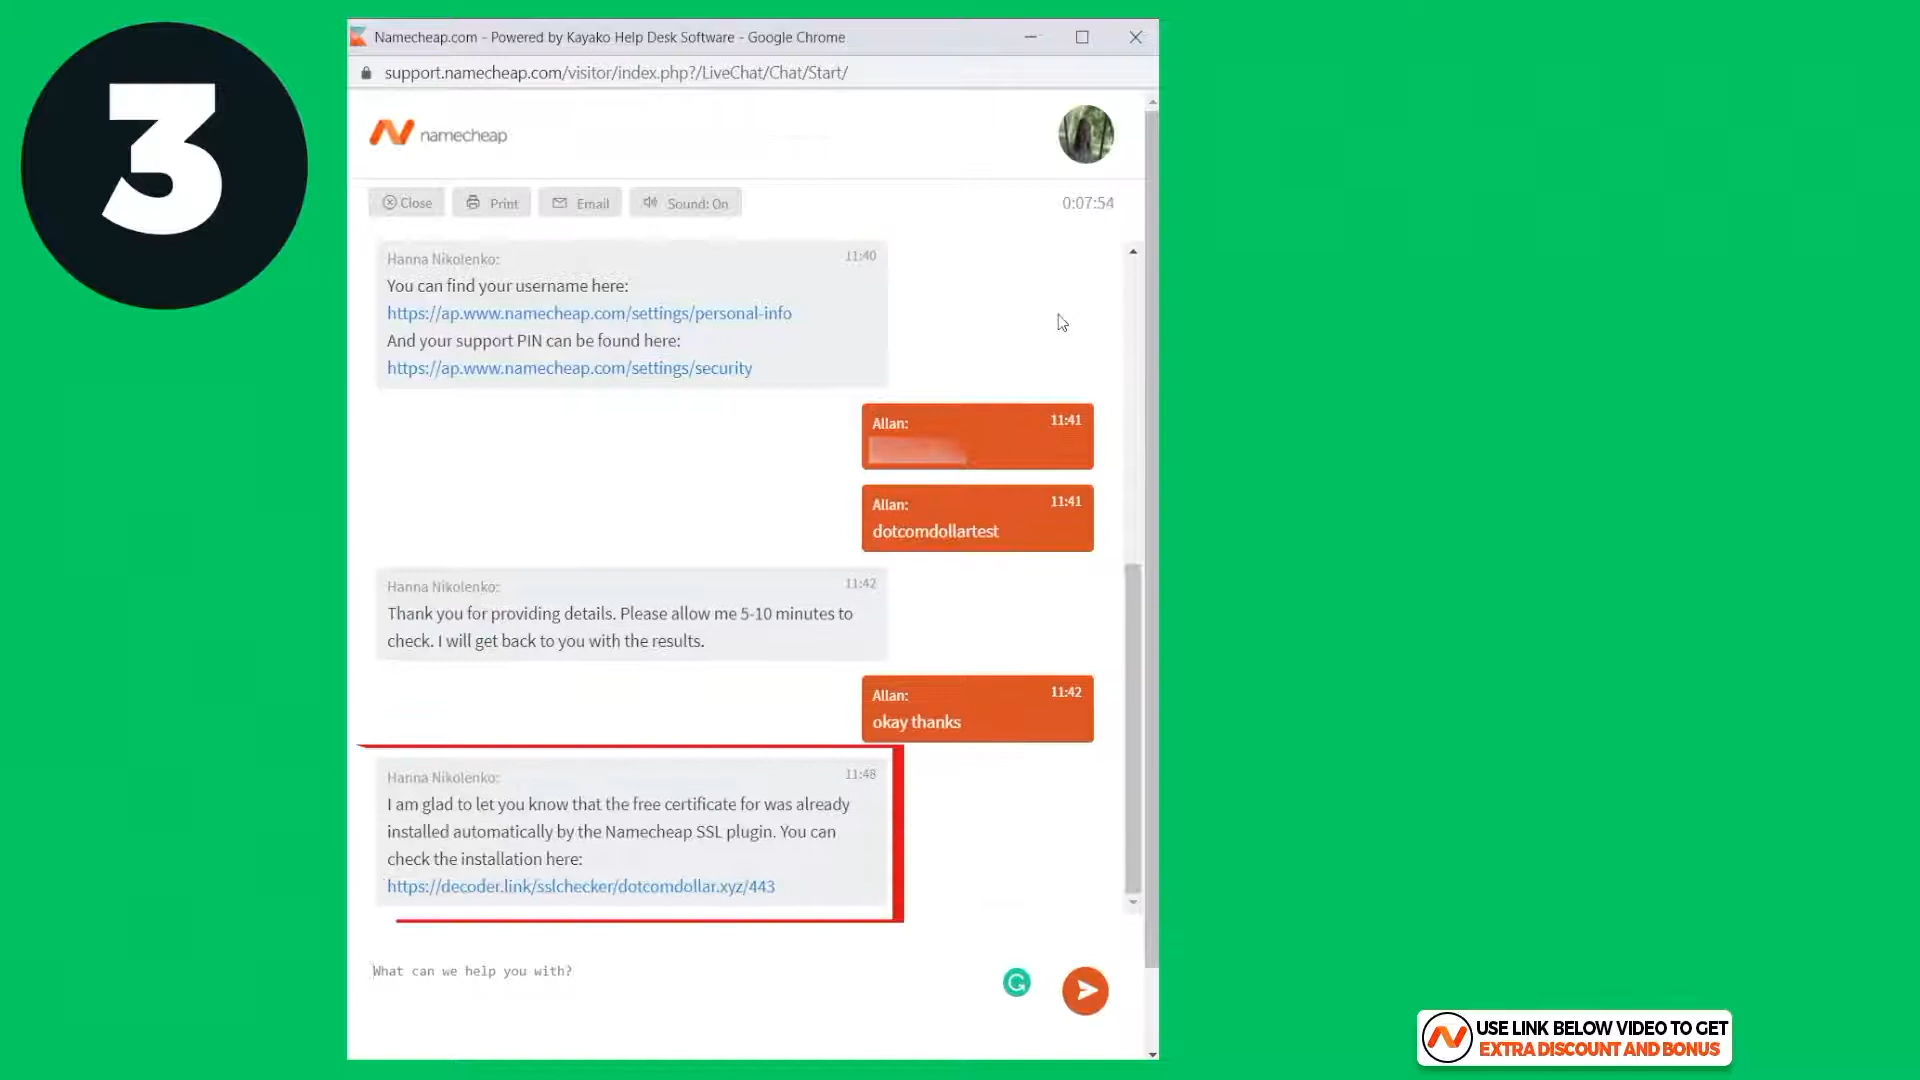 3
Namecheap.com - Powered by Kayako Help Desk Software - Google Chrome
support.namecheap.com/visitor/index.php?/LiveChat/Chat/Start/
namecheap
Close
Print
Email
Sound: On
0:07:54
Hanna Nikolenko:
11:40
You can find your username here:
https://ap.www.namecheap.com/settings/personal-info
And your support PIN can be found here:
https://ap.www.namecheap.com/settings/security
Allan:
11:41
Allan:
11:41
dotcomdollartest
Hanna Nikolenko:
11:42
Thank you for providing details. Please allow me 5-10 minutes to
check. I will get back to you with the results.
Allan:
11:42
okay thanks
Hanna Nikolenko:
11:48
I am glad to let you know that the free certificate for was already
installed automatically by the Namecheap SSL plugin. You can
check the installation here:
https://decoder.link/sslchecker/dotcomdollar.xyz/443
What can we help you with?
USE LINK BELOW VIDEO TO GET
EXTRA DISCOUNT AND BONUS